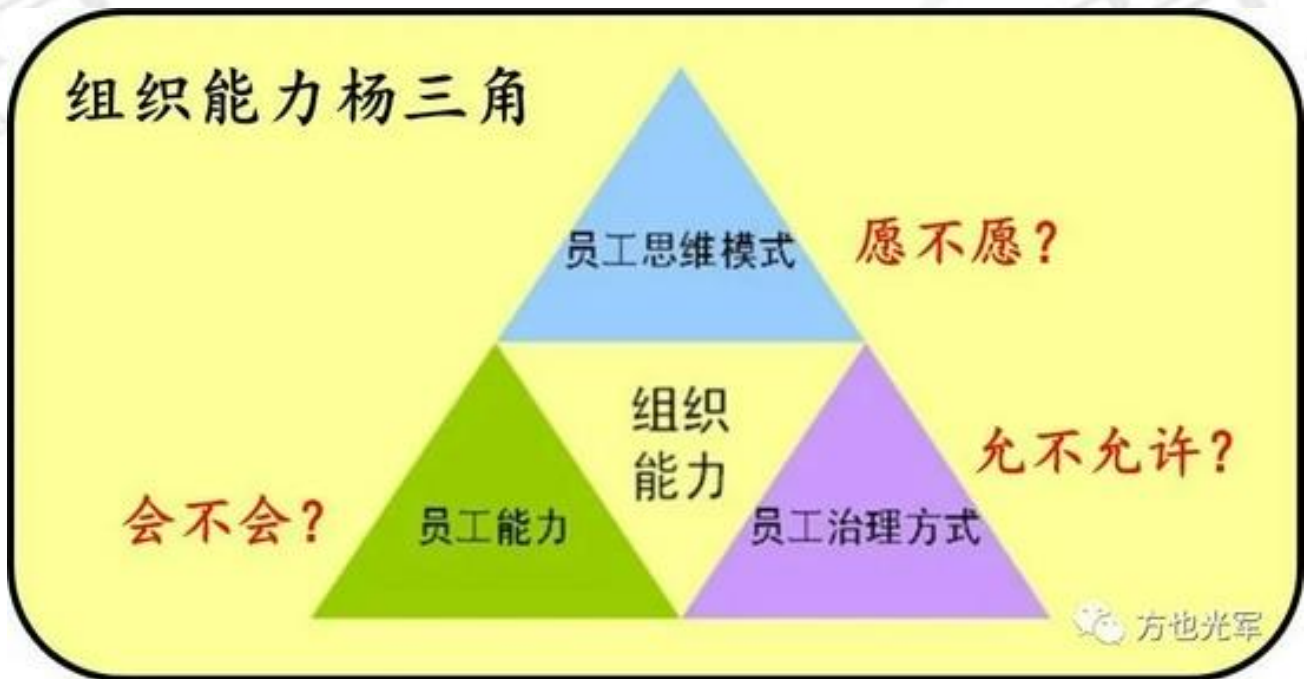 组织能力杨三角
员工思维模式
愿不愿？
组织
能力
允不允许？
会不会？
员工能力
员工治理方式
方也光军